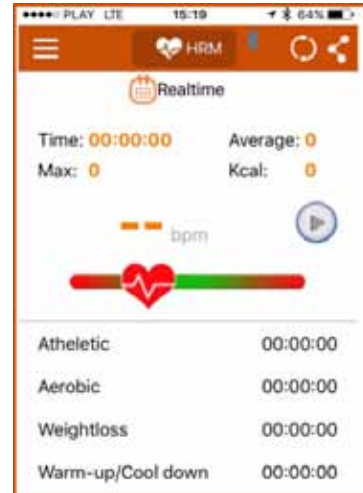 PLAY LTE 15:19 64%
HRM
Realtime
Time: 00:00:00 Average: 0
Max: 0 Kcal: 0
-- bpm
Atheletic 00:00:00
Aerobic 00:00:00
Weightloss 00:00:00
Warm-up/Cool down 00:00:00